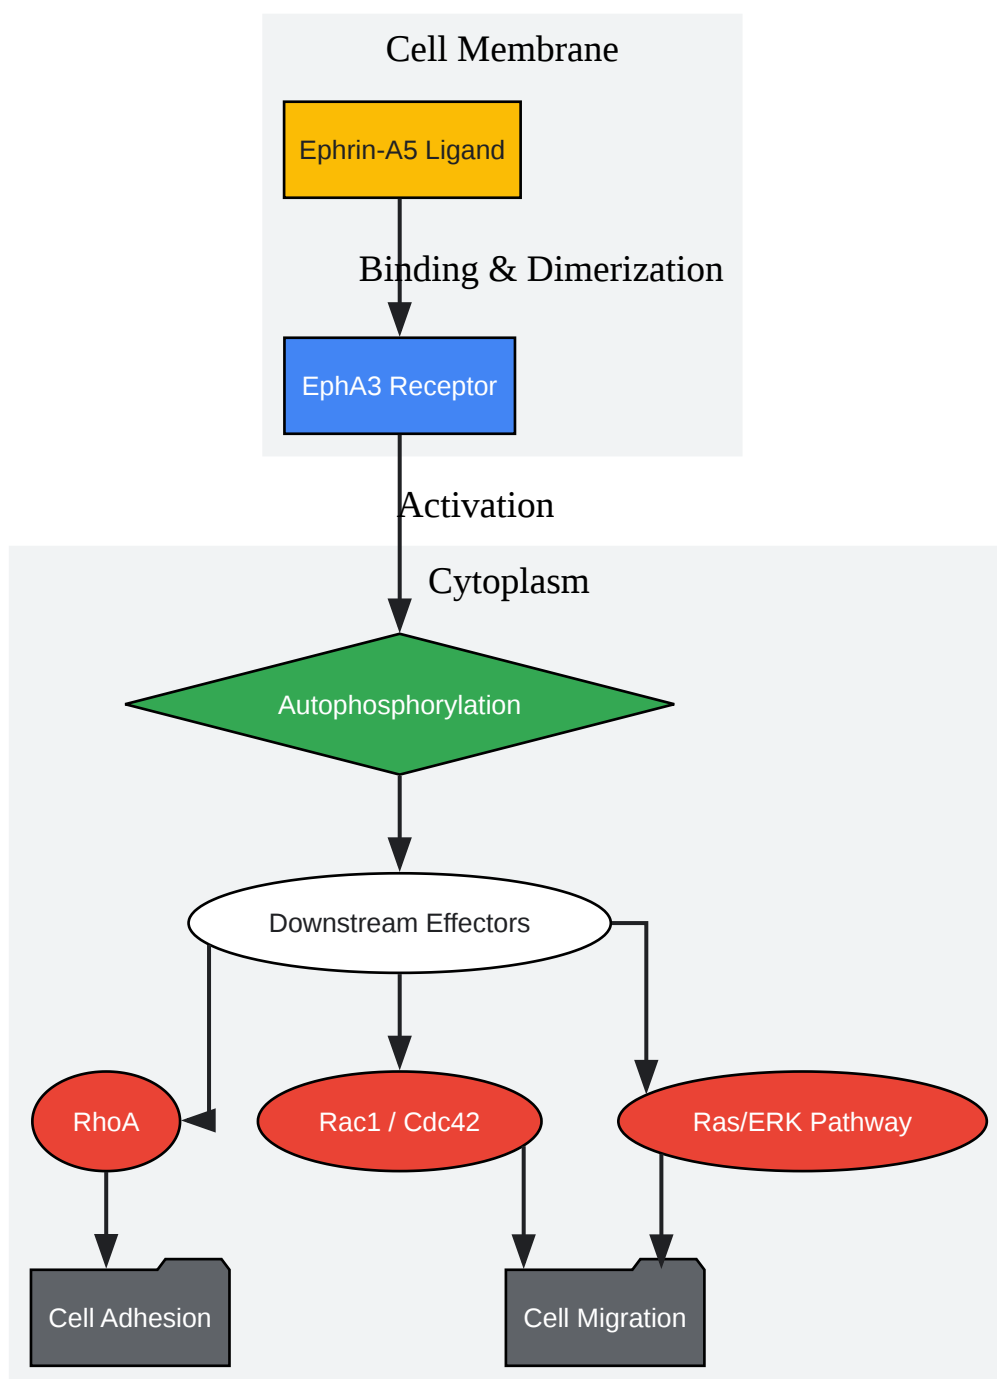 Cell Membrane
Ephrin-A5 Ligand
Binding & Dimerization
EphA3 Receptor
Activation
Cytoplasm
Autophosphorylation
Downstream Effectors
RhoA
Rac1 / Cdc42
Ras/ERK Pathway
Cell Adhesion
Cell Migration